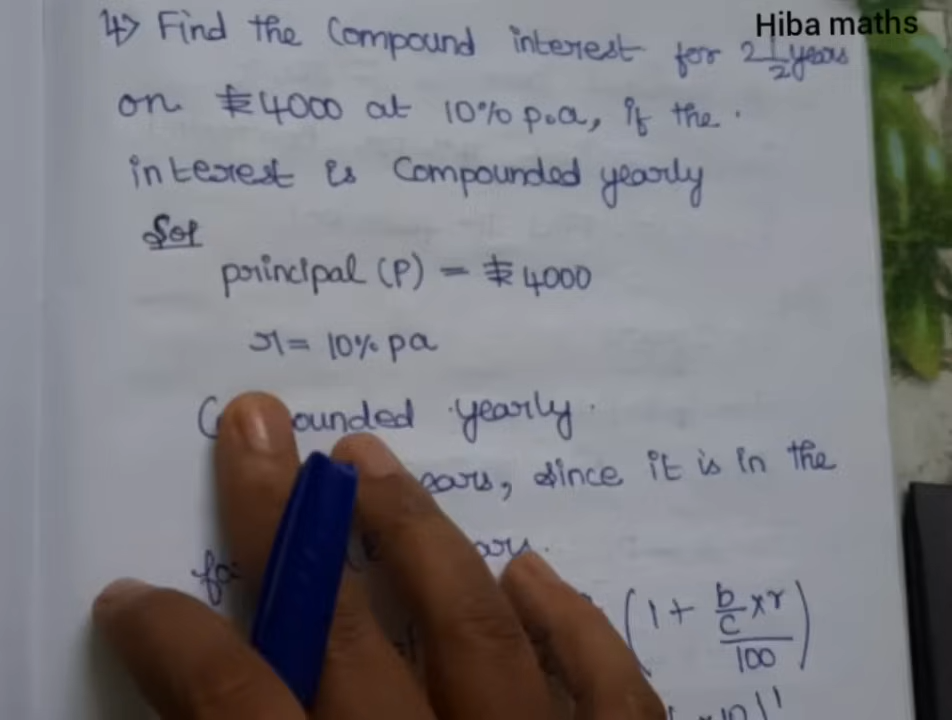 Hiba maths
4> Find the Compound interest for 2 1/2 years
on ₹4000 at 10% p.a, if the
interest is Compounded yearly
Sol
principal (P) = ₹4000
r = 10% pa
yearly.
since it is in the
(1 + b/c x r / 100)